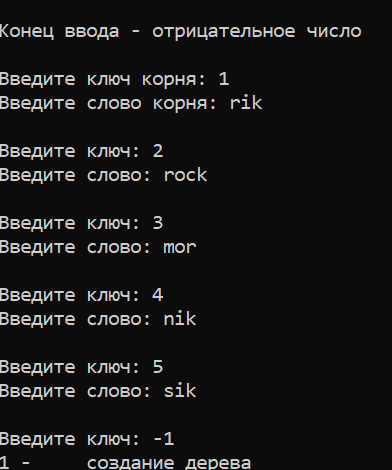 Конец ввода - отрицательное число
Введите ключ корня: 1
Введите слово корня: rik
Введите ключ: 2
Введите слово: rock
Введите ключ: 3
Введите слово: mor
Введите ключ: 4
Введите слово: nik
Введите ключ: 5
Введите слово: sik
Введите ключ: -1
1 -     создание дерева